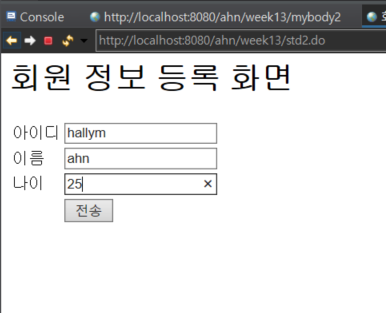 Console http://localhost:8080/ahn/week13/mybody2
http://localhost:8080/ahn/week13/std2.do
회원 정보 등록 화면
아이디 hallym
이름 ahn
나이 25
전송